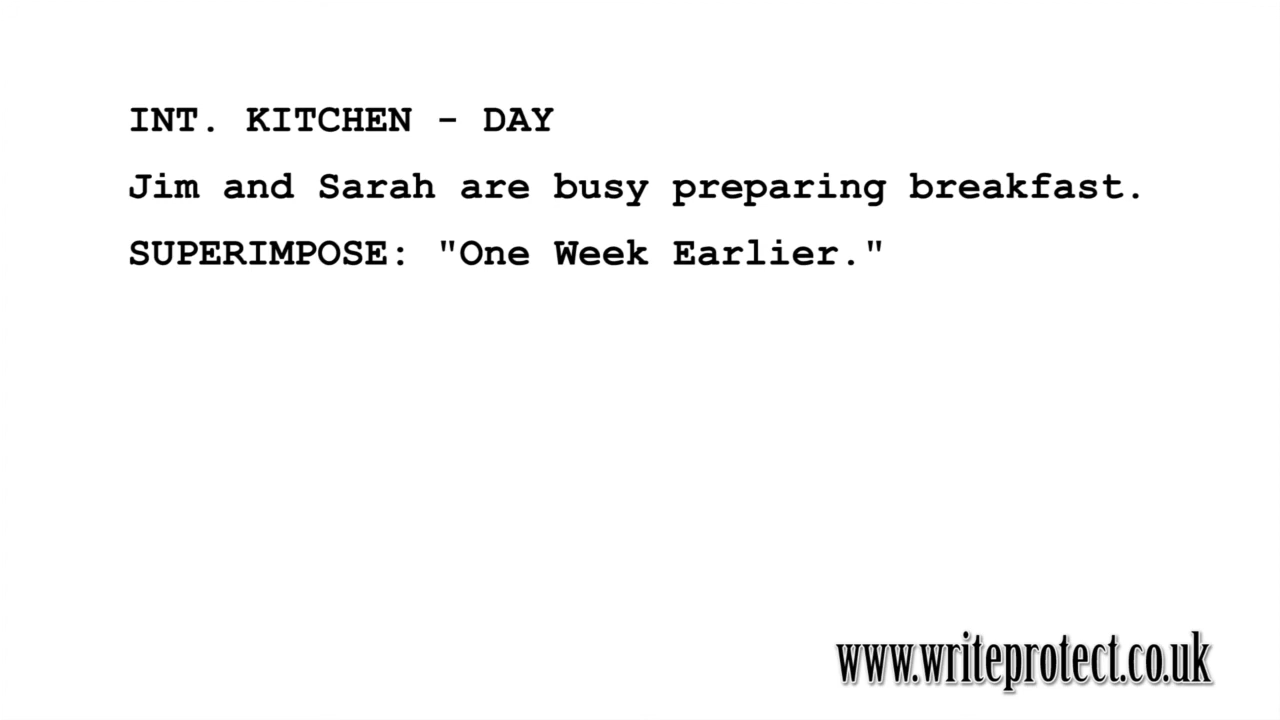 INT. KITCHEN - DAY
Jim and Sarah are busy preparing breakfast.
SUPERIMPOSE: "One Week Earlier."
www.writeprotect.co.uk